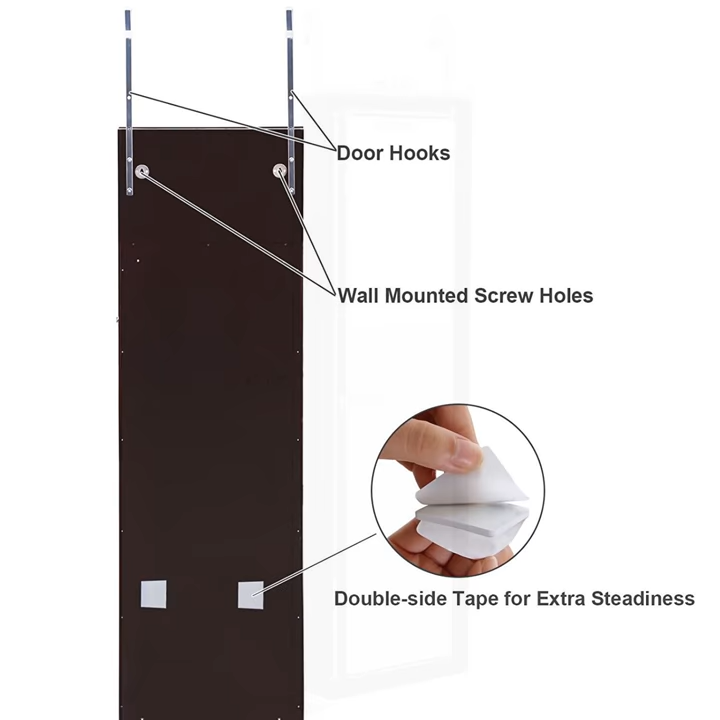 Door Hooks
Wall Mounted Screw Holes
Double-side Tape for Extra Steadiness